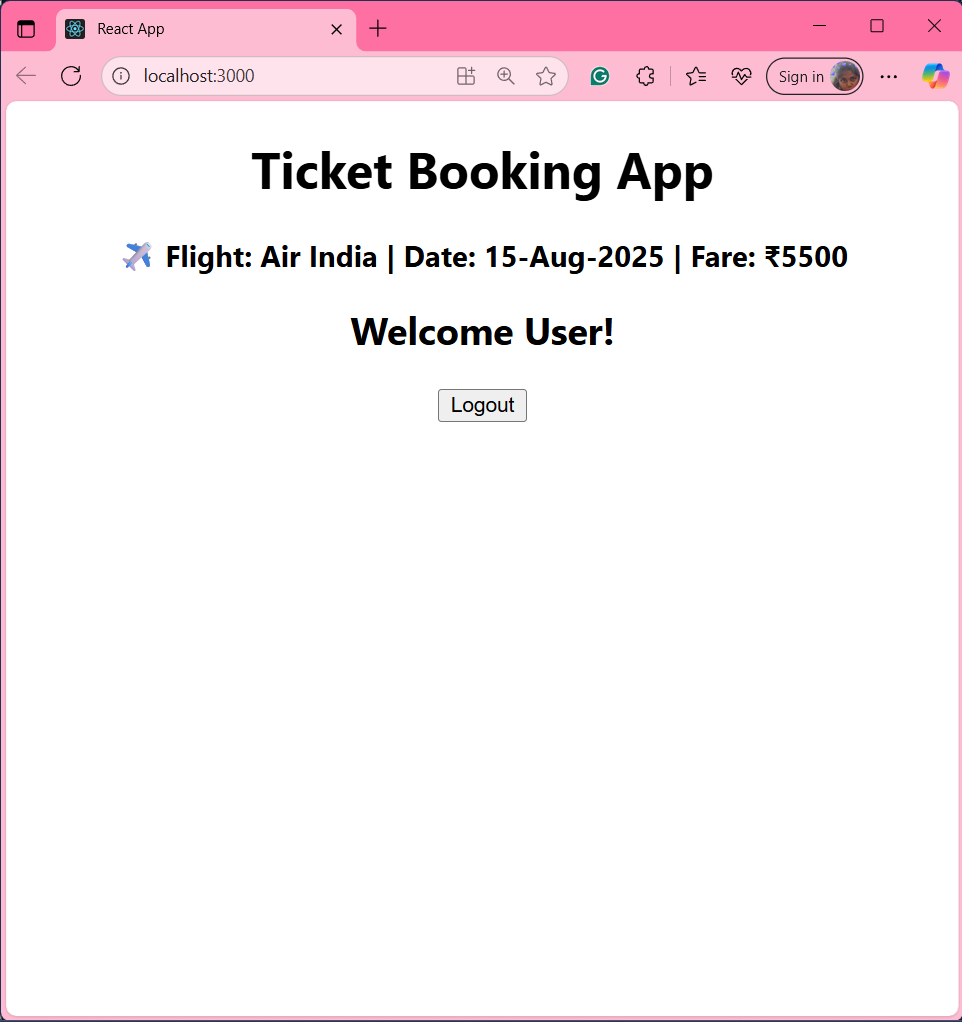 React App
localhost:3000
Sign in
Ticket Booking App
✈️ Flight: Air India | Date: 15-Aug-2025 | Fare: ₹5500
Welcome User!
Logout